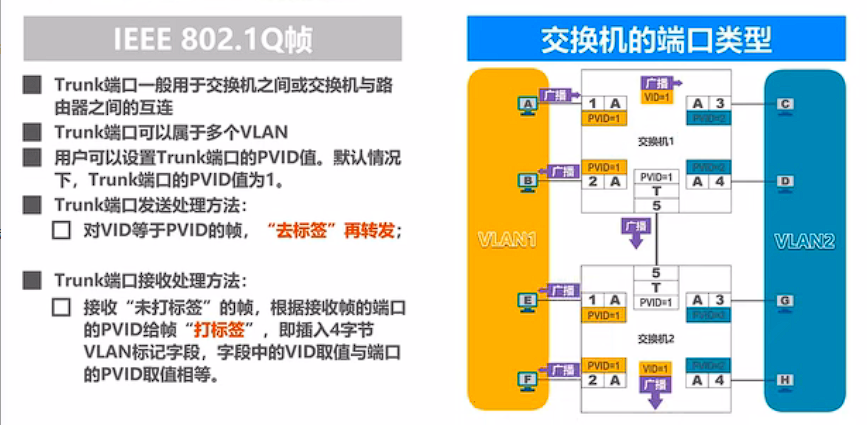 IEEE 802.1Q帧
Trunk端口一般用于交换机之间或交换机与路
由器之间的互连
Trunk端口可以属于多个VLAN
用户可以设置Trunk端口的PVID值。默认情况
下，Trunk端口的PVID值为1。
Trunk端口发送处理方法：
对VID等于PVID的帧，“去标签”再转发；
Trunk端口接收处理方法：
接收“未打标签”的帧，根据接收帧的端口
的PVID给帧“打标签”，即插入4字节
VLAN标记字段，字段中的VID取值与端口
的PVID取值相等。
交换机的端口类型
广播
VID=1
A
广播
1 A
PVID=1
A 3
PVID=2
C
交换机1
B
广播
PVID=1
2 A
PVID=1
T
5
PVID=2
A 4
D
广播
VLAN1
VLAN2
5
T
PVID=1
E
广播
1 A
PVID=1
A 3
PVID=2
G
交换机2
F
广播
PVID=1
2 A
VID=1
广播
PVID=2
A 4
H